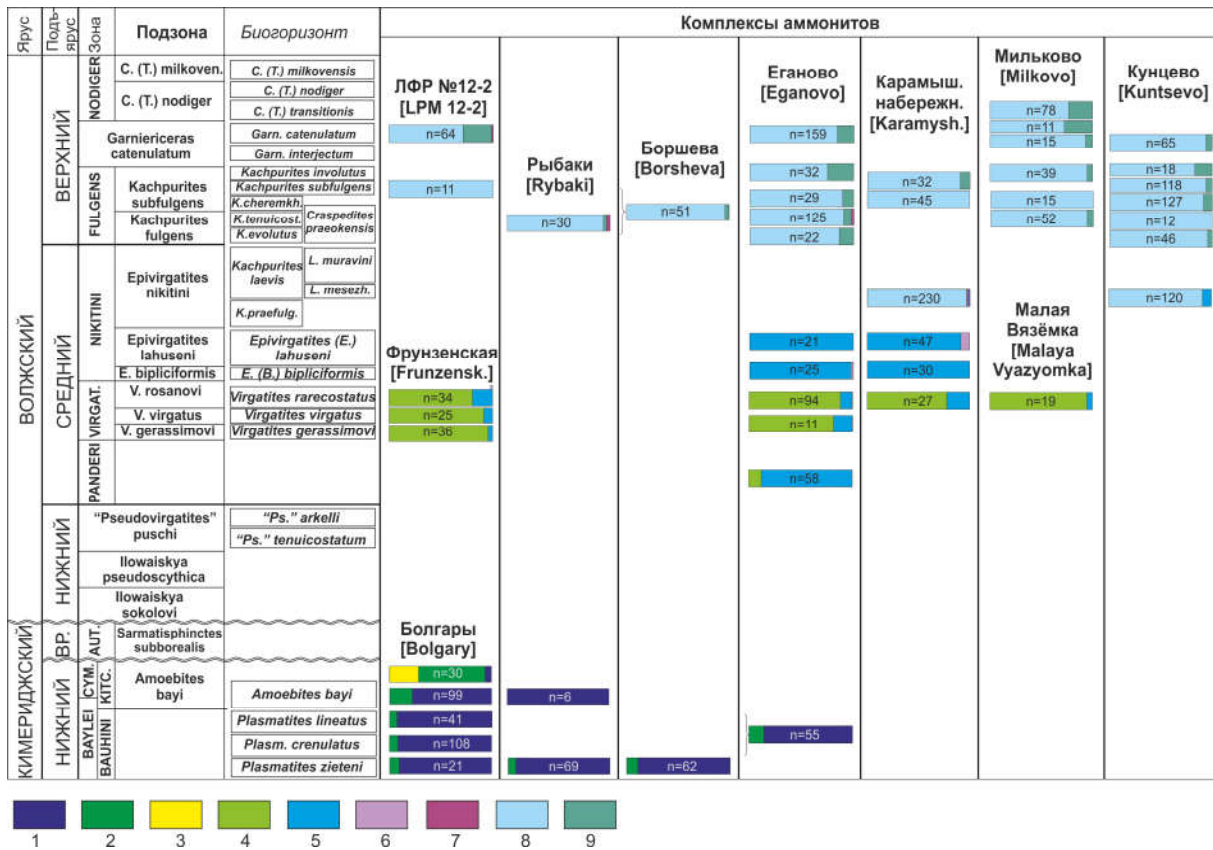 Ярус
Подъ-
ярус
Зона
Подзона
Биогоризонт
Комплексы аммонитов
ВОЛЖСКИЙ
КИМЕРИДЖСКИЙ
ВЕРХНИЙ
СРЕДНИЙ
НИЖНИЙ
ВР.
НИЖНИЙ
NODIGER
FULGENS
NIKITINI
VIRGAT.
PANDERI
AUT.
CYM.
KITC.
BAYLEI
BAUHINI
C. (T.) milkoven.
C. (T.) nodiger
Garniericeras
catenulatum
Kachpurites
subfulgens
Kachpurites
fulgens
Epivirgatites
nikitini
Epivirgatites
lahuseni
E. bipliciformis
V. rosanovi
V. virgatus
V. gerassimovi
"Pseudovirgatites"
puschi
Ilowaiskya
pseudoscythica
Ilowaiskya
sokolovi
Sarmatisphinctes
subborealis
Amoebites
bayi
C. (T.) milkovensis
C. (T.) nodiger
C. (T.) transitionis
Garn. catenulatum
Garn. interjectum
Kachpurites involutus
Kachpurites subfulgens
K.cheremkh.
K.tenuicost.
K.evolutus
Craspedites
praeokensis
Kachpurites
laevis
L. muravini
L. mesezh.
K.praefulg.
Epivirgatites (E.)
lahuseni
E. (B.) bipliciformis
Virgatites rarecostatus
Virgatites virgatus
Virgatites gerassimovi
"Ps." arkelli
"Ps." tenuicostatum
Amoebites bayi
Plasmatites lineatus
Plasm. crenulatus
Plasmatites zieteni
ЛФР №12-2
[LPM 12-2]
n=64
n=11
Фрунзенская
[Frunzensk.]
n=34
n=25
n=36
Болгары
[Bolgary]
n=30
n=99
n=41
n=108
n=21
Рыбаки
[Rybaki]
n=30
n=6
n=69
Боршева
[Borsheva]
n=51
n=62
Еганово
[Eganovo]
n=159
n=32
n=29
n=125
n=22
n=21
n=25
n=94
n=11
n=58
n=55
Карамыш.
набережн.
[Karamysh.]
n=32
n=45
n=230
n=47
n=30
n=27
Мильково
[Milkovo]
n=78
n=11
n=15
n=39
n=15
n=52
Малая
Вязёмка
[Malaya
Vyazyomka]
n=19
Кунцево
[Kuntsevo]
n=65
n=18
n=118
n=127
n=12
n=46
n=120
1 2 3 4 5 6 7 8 9